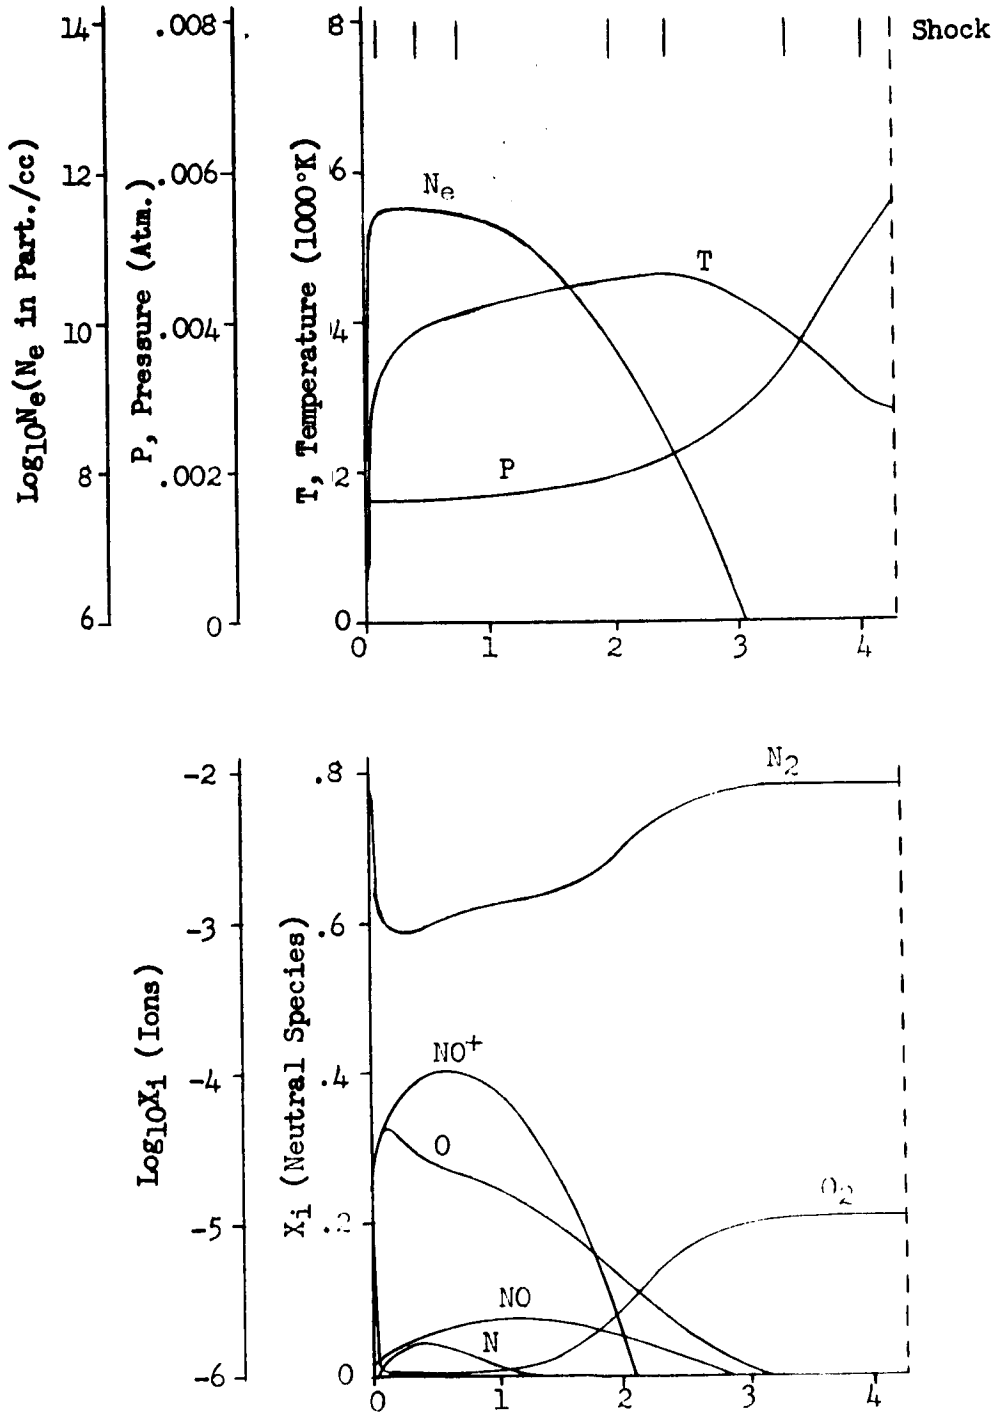 Shock
14
12
10
8
6
Log10Ne(Ne in Part./cc)
.008
.006
.004
.002
0
P, Pressure (Atm.)
8
6
4
2
0
T, Temperature (1000°K)
Ne
T
P
0 1 2 3 4
-2
-3
-4
-5
-6
Log10Xi (Ions)
.8
.6
.4
.2
0
Xi (Neutral Species)
N2
NO+
O
O2
NO
N
0 1 2 3 4